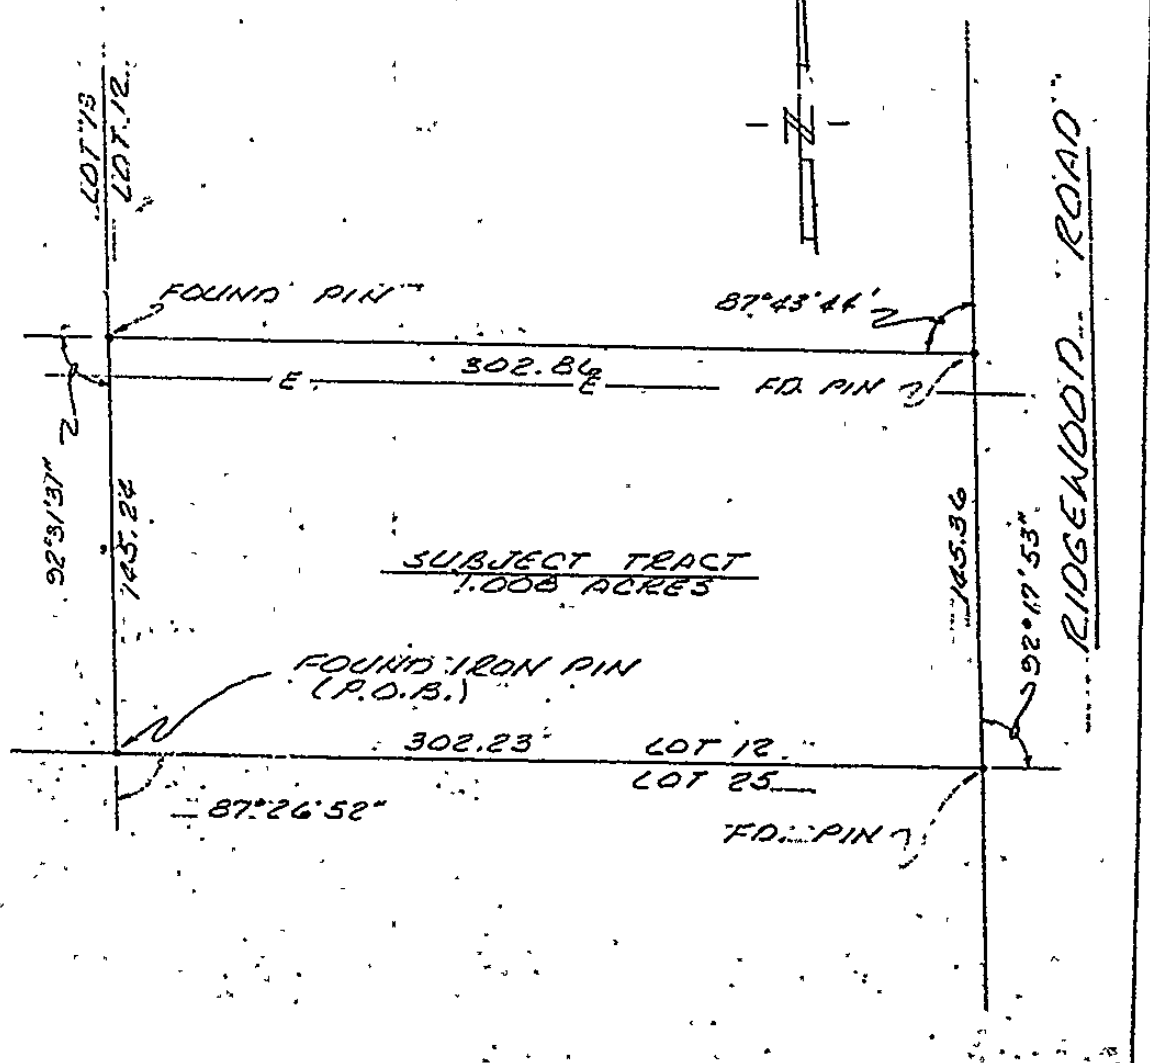 LOT 13
LOT 12
N
RIDGEWOOD ROAD
FOUND PIN
87°43'44"
302.86
E E
FD. PIN
92°31'37"
145.24
145.36
SUBJECT TRACT
1.008 ACRES
92°17'53"
FOUND IRON PIN
(P.O.B.)
302.23
LOT 12
LOT 25
87°26'52"
FD. PIN